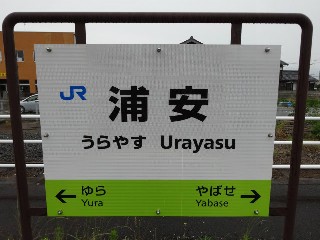 JR 浦安
うらやす Urayasu
← ゆら やばせ →
Yura Yabase